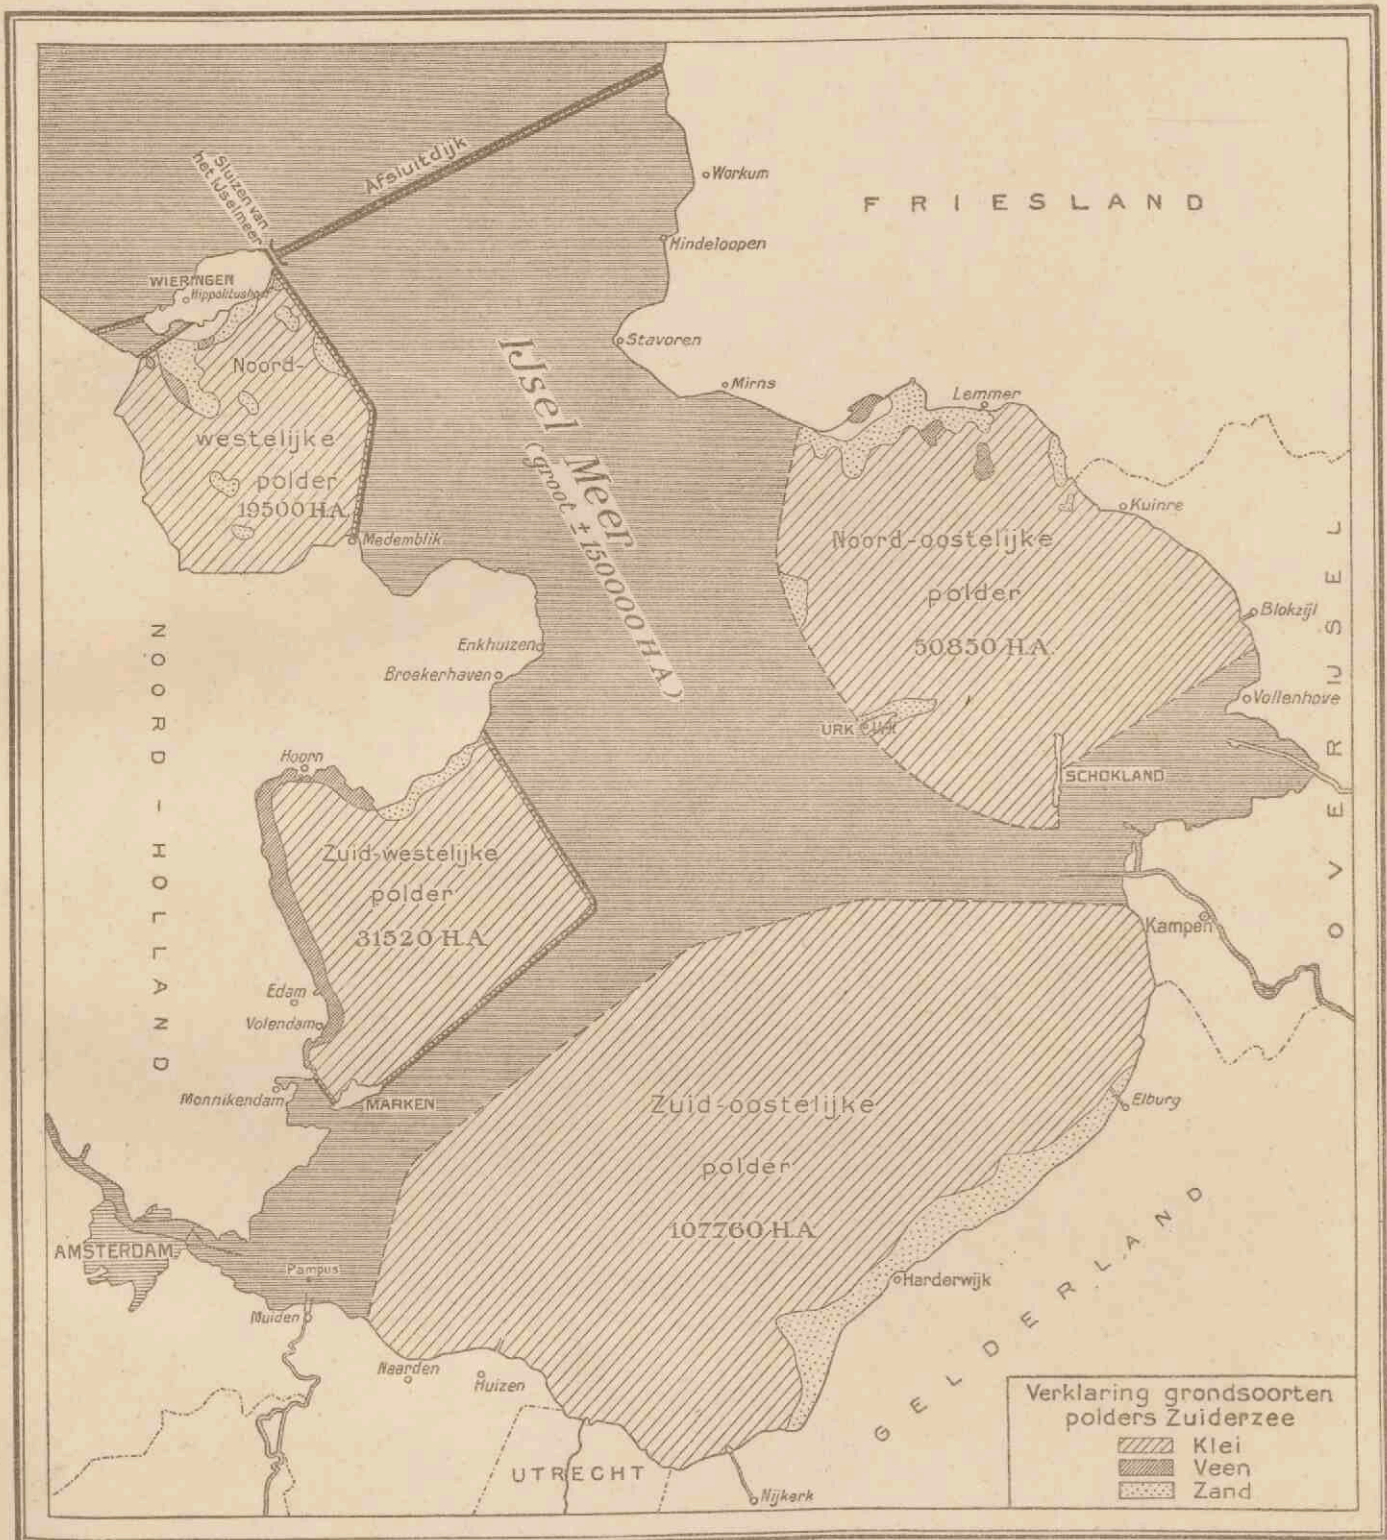 Afsluitdijk
Sluizen van
het IJselmeer
Workum
FRIESLAND
Hindeloopen
WIERINGEN
Hippolitushoef
Stavoren
Mirns
Lemmer
Noord-
westelijke
polder
19500 H.A.
IJsel Meer
(groot ± 150000 H.A.)
Medemblik
Kuinre
Noord-oostelijke
polder
50850 H.A.
Blokzijl
OVERIJSEL
NOORD-HOLLAND
Enkhuizen
Broekerhaven
Vollenhove
URK
Urk
Hoorn
SCHOKLAND
Zuid-westelijke
polder
31520 H.A.
Kampen
Edam
Volendam
Monnikendam
MARKEN
Zuid-oostelijke
polder
107760 H.A.
Elburg
AMSTERDAM
Pampus
Muiden
Harderwijk
GELDERLAND
Naarden
Huizen
UTRECHT
Nijkerk
Verklaring grondsoorten
polders Zuiderzee
Klei
Veen
Zand